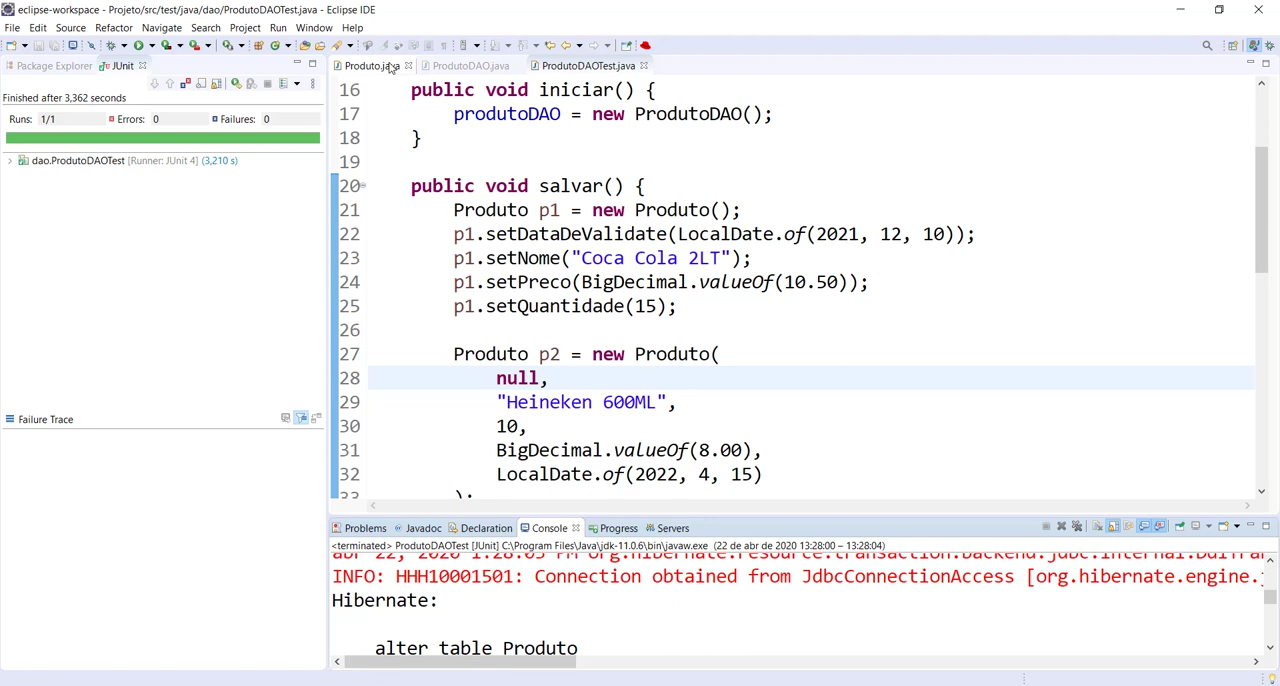 eclipse-workspace - Projeto/src/test/java/dao/ProdutoDAOTest.java - Eclipse IDE
File Edit Source Refactor Navigate Search Project Run Window Help
Package Explorer JUnit
Produto.java ProdutoDAO.java ProdutoDAOTest.java
Finished after 3,362 seconds
Runs: 1/1 Errors: 0 Failures: 0
dao.ProdutoDAOTest [Runner: JUnit 4] (3,210 s)
Failure Trace
16 public void iniciar() {
17 produtoDAO = new ProdutoDAO();
18 }
19
20 public void salvar() {
21 Produto p1 = new Produto();
22 p1.setDataDeValidate(LocalDate.of(2021, 12, 10));
23 p1.setNome("Coca Cola 2LT");
24 p1.setPreco(BigDecimal.valueOf(10.50));
25 p1.setQuantidade(15);
26
27 Produto p2 = new Produto(
28 null,
29 "Heineken 600ML",
30 10,
31 BigDecimal.valueOf(8.00),
32 LocalDate.of(2022, 4, 15)
33 );
Problems Javadoc Declaration Console Progress Servers
<terminated> ProdutoDAOTest [JUnit] C:\Program Files\Java\jdk-11.0.6\bin\javaw.exe (22 de abr de 2020 13:28:00 – 13:28:04)
INFO: HHH10001501: Connection obtained from JdbcConnectionAccess [org.hibernate.engine.j
Hibernate:
alter table Produto